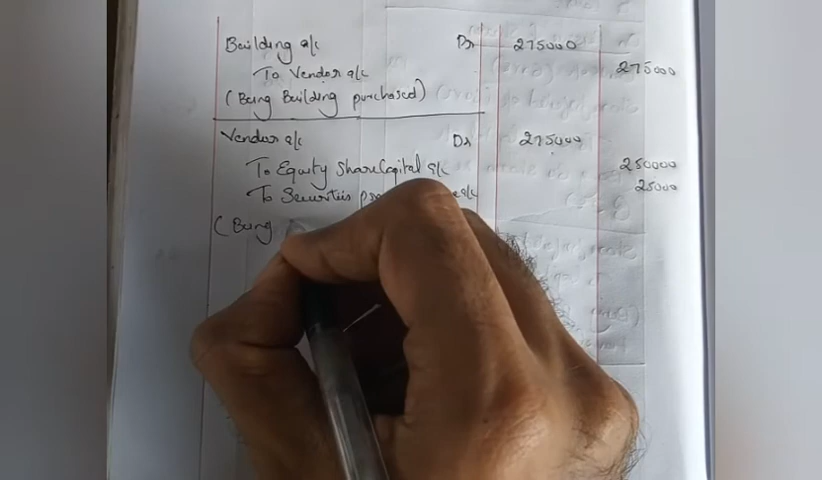 Building a/c Dr 275000
To Vendor a/c 275000
(Being Building purchased)
Vendor a/c Dr 275000
To Equity Share Capital a/c 250000
To Securities a/c 25000
(Being